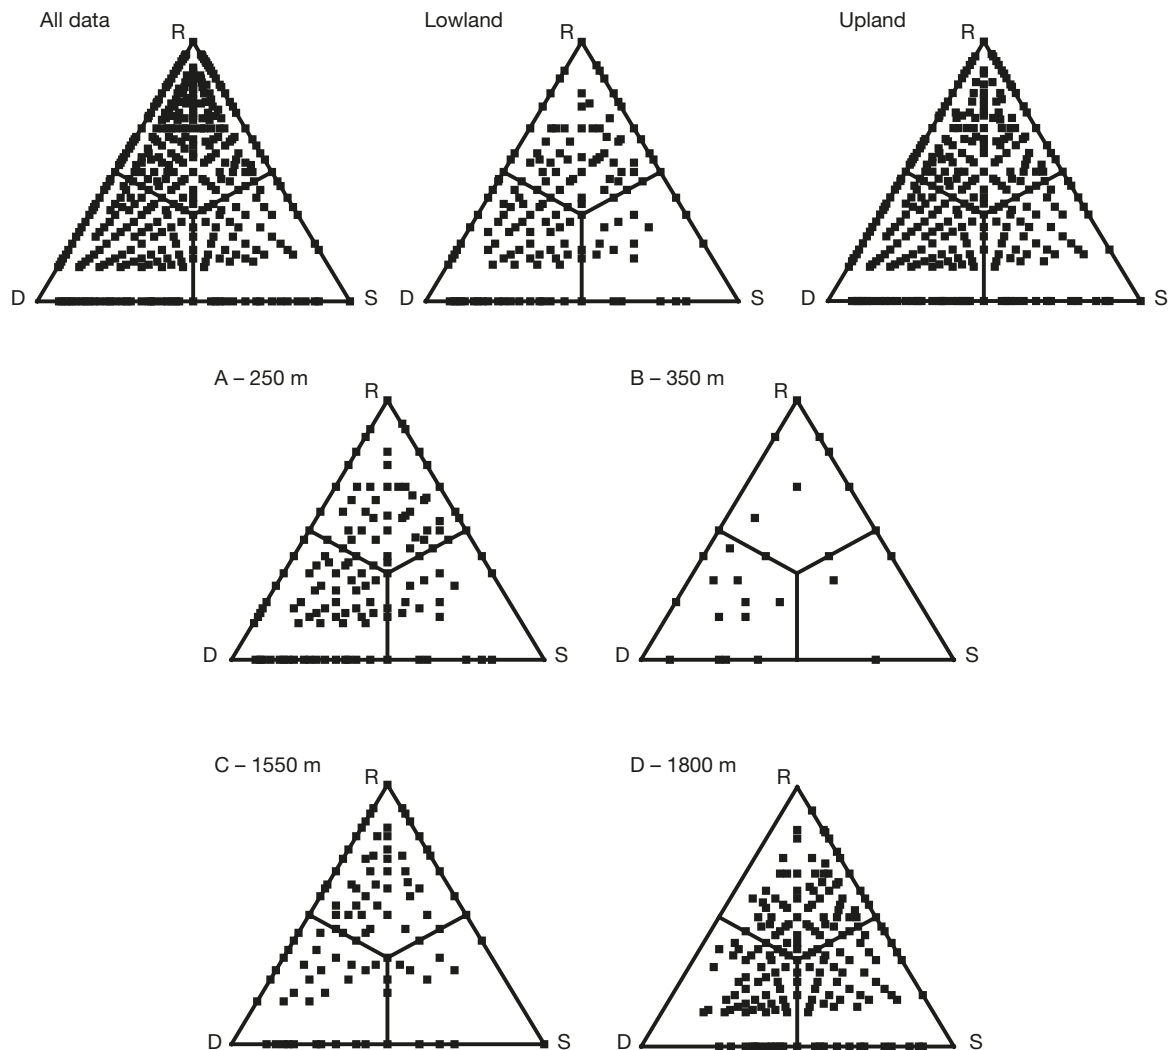 All data
Lowland
Upland
R
R
R
D
S
D
S
D
S
A – 250 m
B – 350 m
R
R
D
S
D
S
C – 1550 m
D – 1800 m
R
R
D
S
D
S